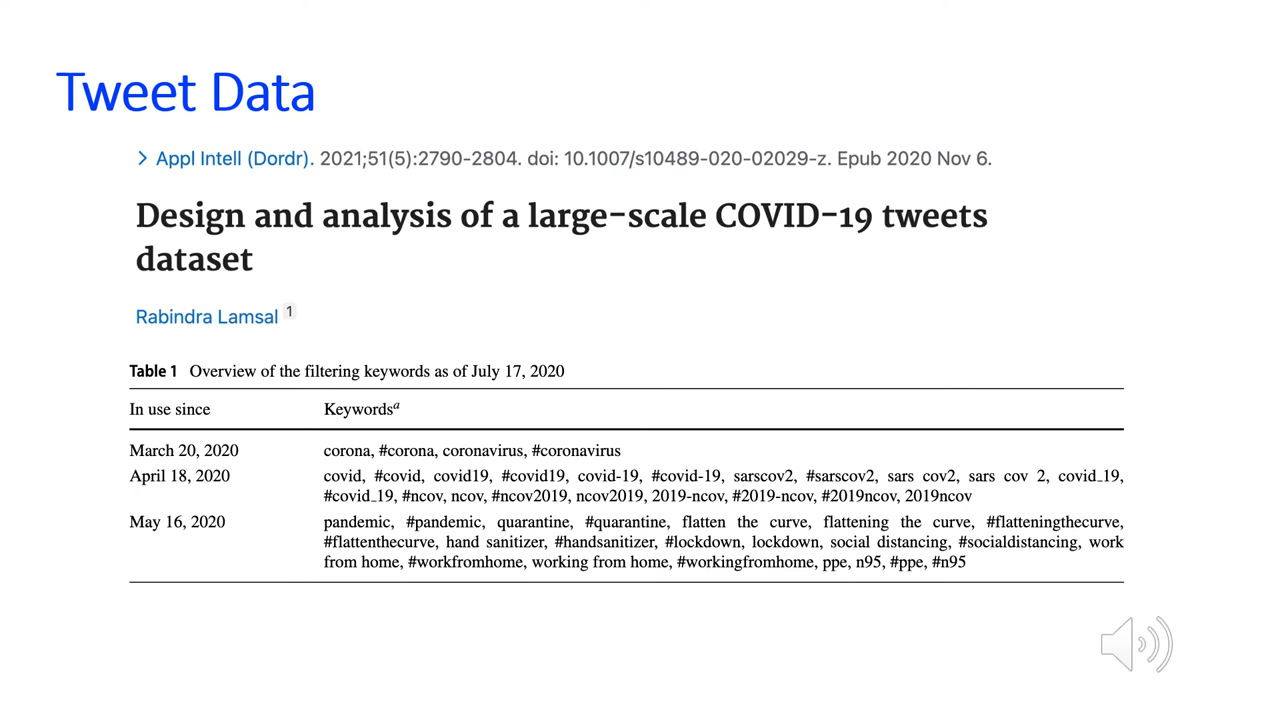 Tweet Data
> Appl Intell (Dordr). 2021;51(5):2790-2804. doi: 10.1007/s10489-020-02029-z. Epub 2020 Nov 6.
Design and analysis of a large-scale COVID-19 tweets
dataset
Rabindra Lamsal 1
Table 1 Overview of the filtering keywords as of July 17, 2020
In use since Keywordsa
March 20, 2020 corona, #corona, coronavirus, #coronavirus
April 18, 2020 covid, #covid, covid19, #covid19, covid-19, #covid-19, sarscov2, #sarscov2, sars cov2, sars cov 2, covid_19,
#covid_19, #ncov, ncov, #ncov2019, ncov2019, 2019-ncov, #2019-ncov, #2019ncov, 2019ncov
May 16, 2020 pandemic, #pandemic, quarantine, #quarantine, flatten the curve, flattening the curve, #flatteningthecurve,
#flattenthecurve, hand sanitizer, #handsanitizer, #lockdown, lockdown, social distancing, #socialdistancing, work
from home, #workfromhome, working from home, #workingfromhome, ppe, n95, #ppe, #n95